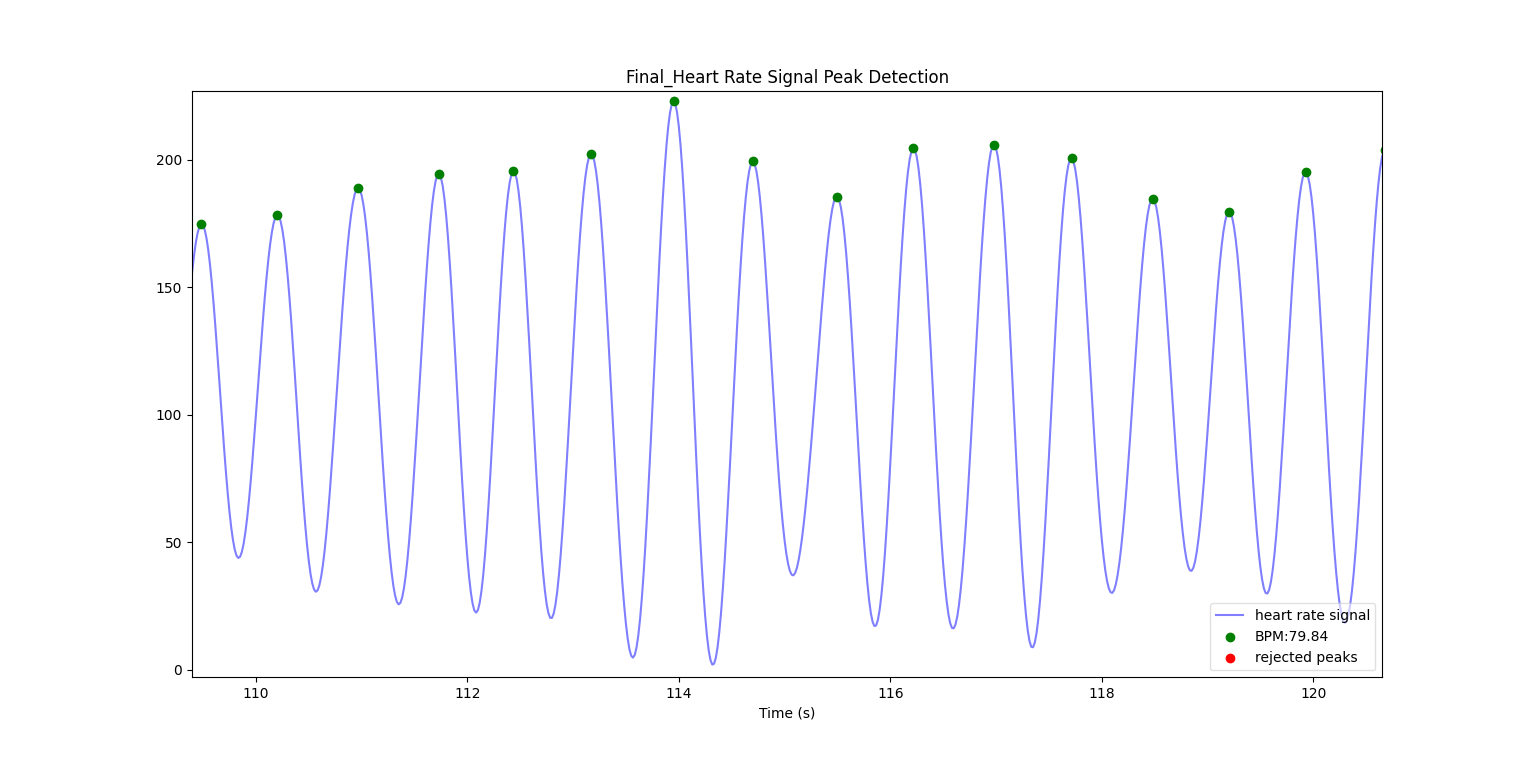 Final_Heart Rate Signal Peak Detection
200
150
100
50
0
heart rate signal
BPM:79.84
rejected peaks
110 112 114 116 118 120
Time (s)